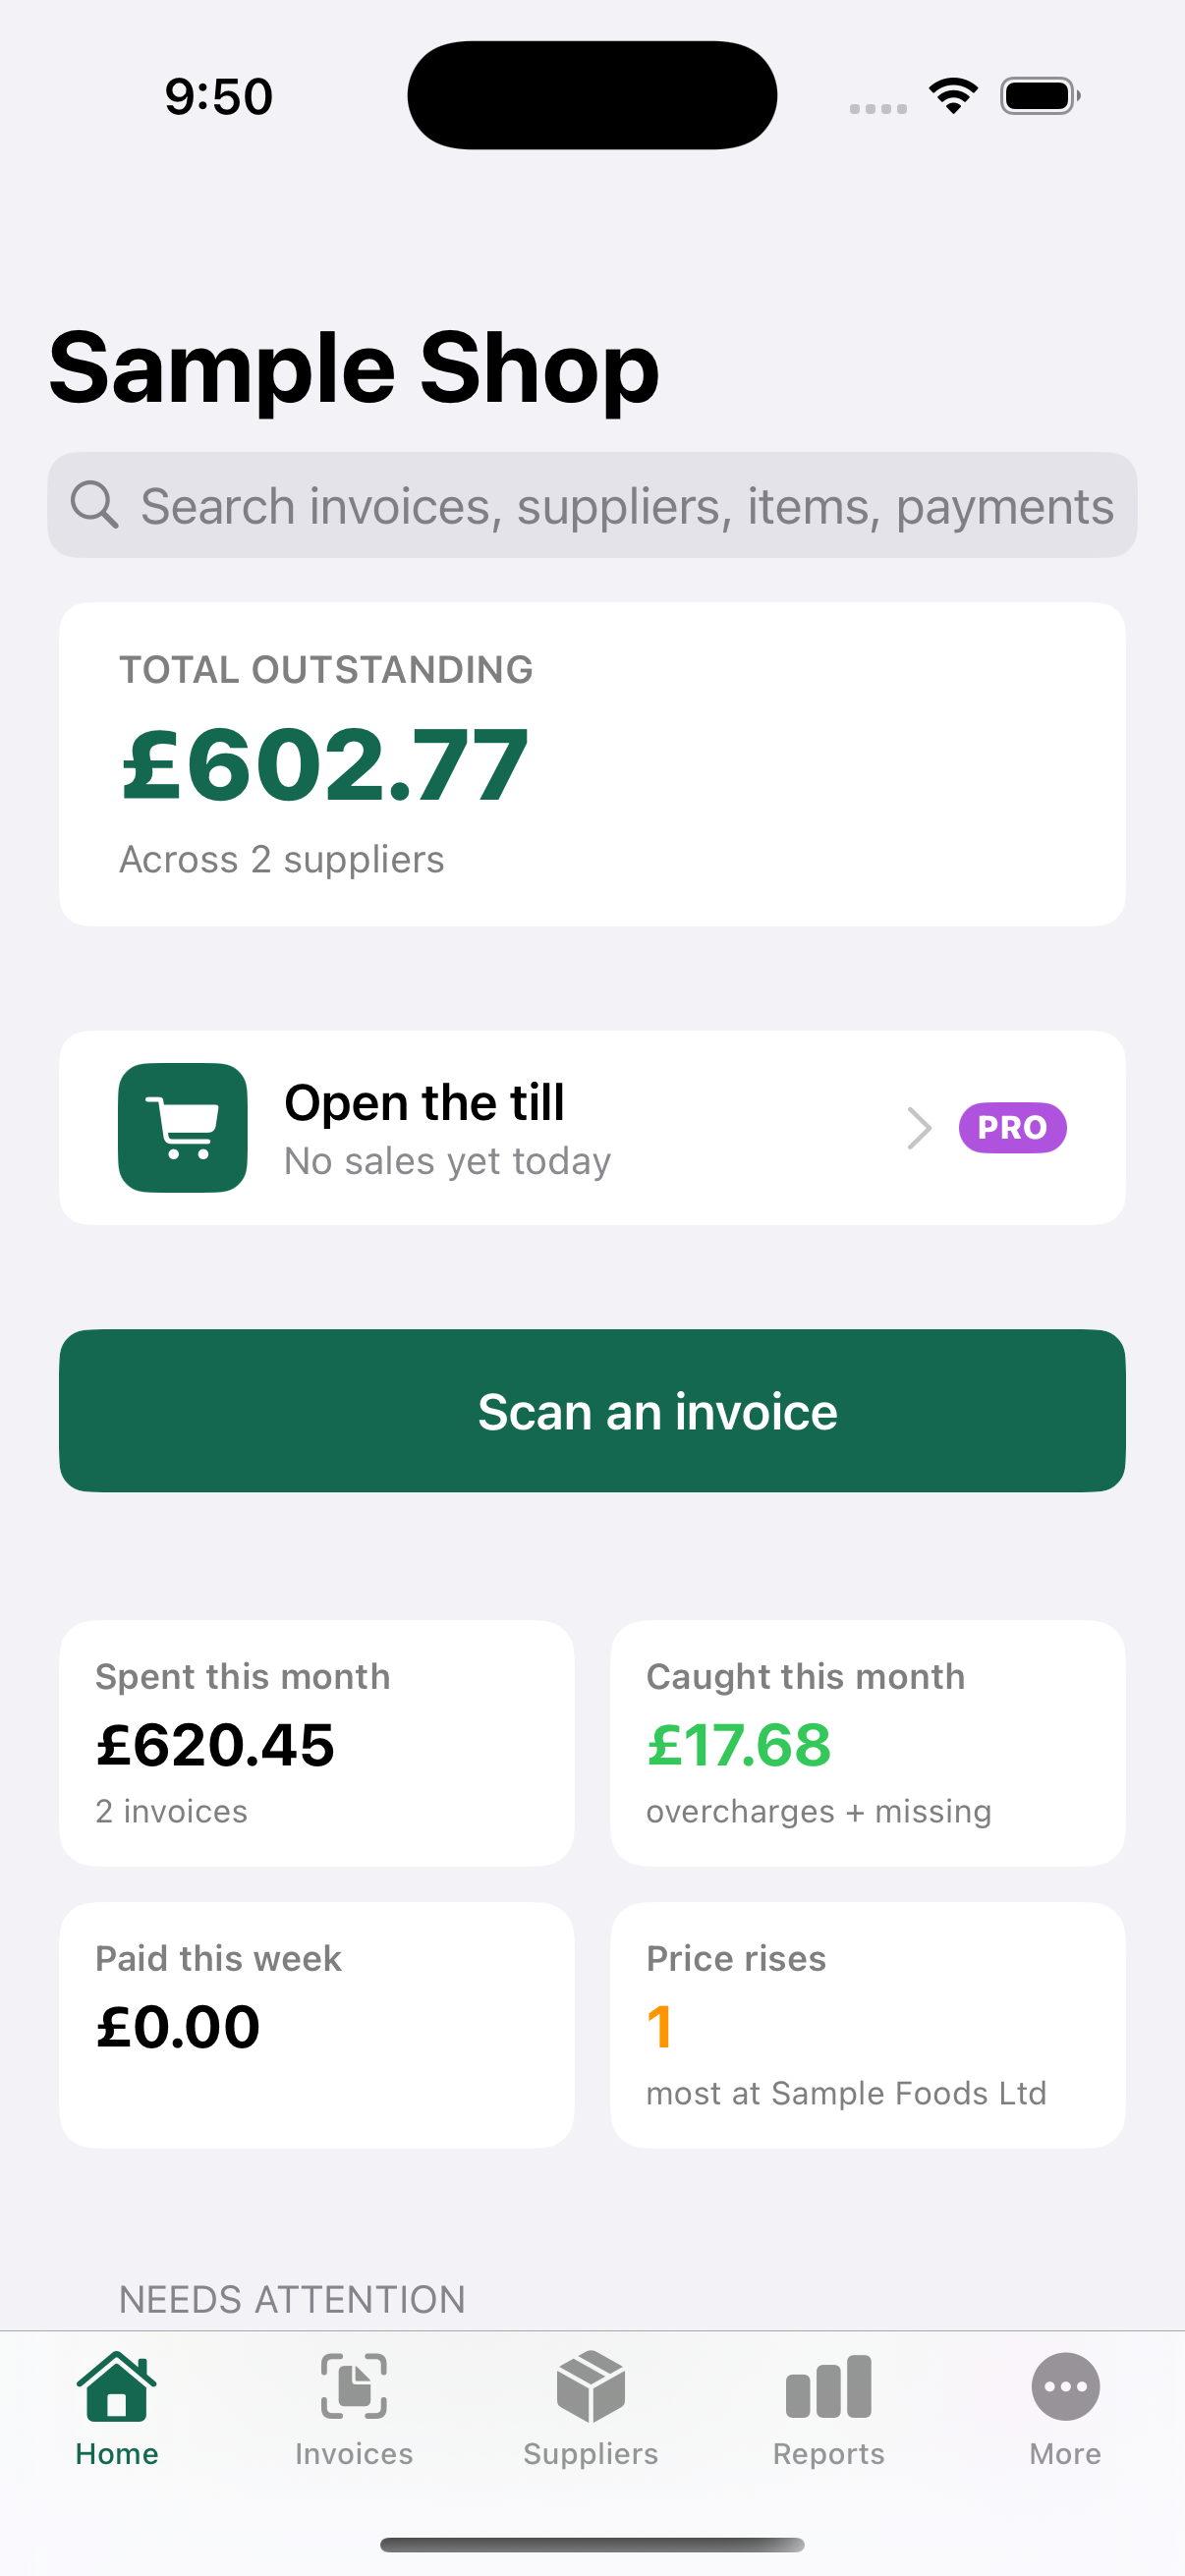 9:50
Sample Shop
Search invoices, suppliers, items, payments
TOTAL OUTSTANDING
£602.77
Across 2 suppliers
Open the till
No sales yet today
PRO
Scan an invoice
Spent this month
£620.45
2 invoices
Caught this month
£17.68
overcharges + missing
Paid this week
£0.00
Price rises
1
most at Sample Foods Ltd
NEEDS ATTENTION
Home
Invoices
Suppliers
Reports
More